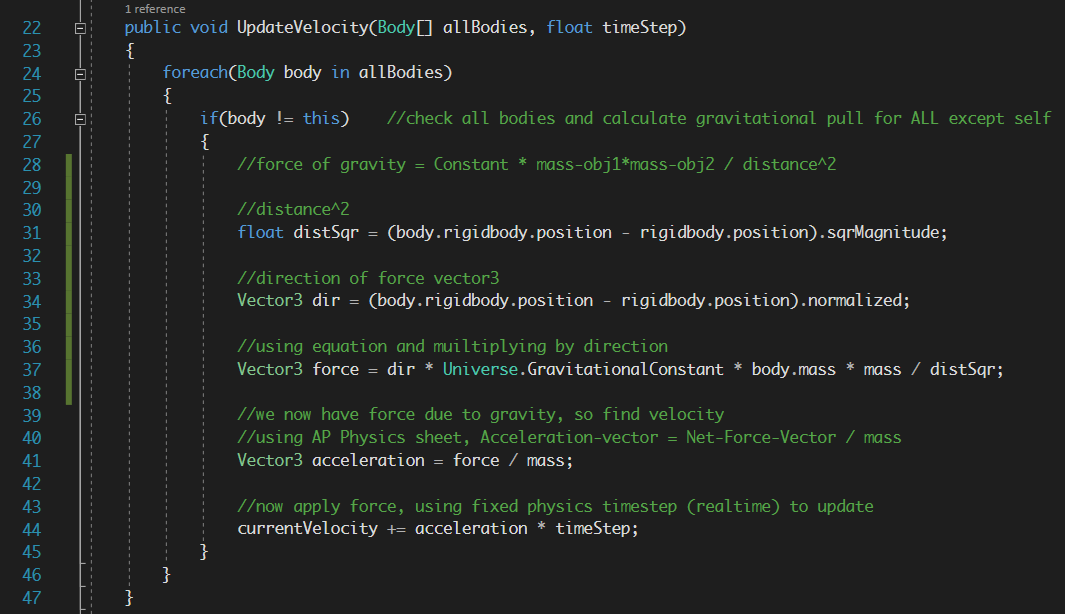 1 reference
22 public void UpdateVelocity(Body[] allBodies, float timeStep)
23 {
24 foreach(Body body in allBodies)
25 {
26 if(body != this) //check all bodies and calculate gravitational pull for ALL except self
27 {
28 //force of gravity = Constant * mass-obj1*mass-obj2 / distance^2
29
30 //distance^2
31 float distSqr = (body.rigidbody.position - rigidbody.position).sqrMagnitude;
32
33 //direction of force vector3
34 Vector3 dir = (body.rigidbody.position - rigidbody.position).normalized;
35
36 //using equation and muiltiplying by direction
37 Vector3 force = dir * Universe.GravitationalConstant * body.mass * mass / distSqr;
38
39 //we now have force due to gravity, so find velocity
40 //using AP Physics sheet, Acceleration-vector = Net-Force-Vector / mass
41 Vector3 acceleration = force / mass;
42
43 //now apply force, using fixed physics timestep (realtime) to update
44 currentVelocity += acceleration * timeStep;
45 }
46 }
47 }